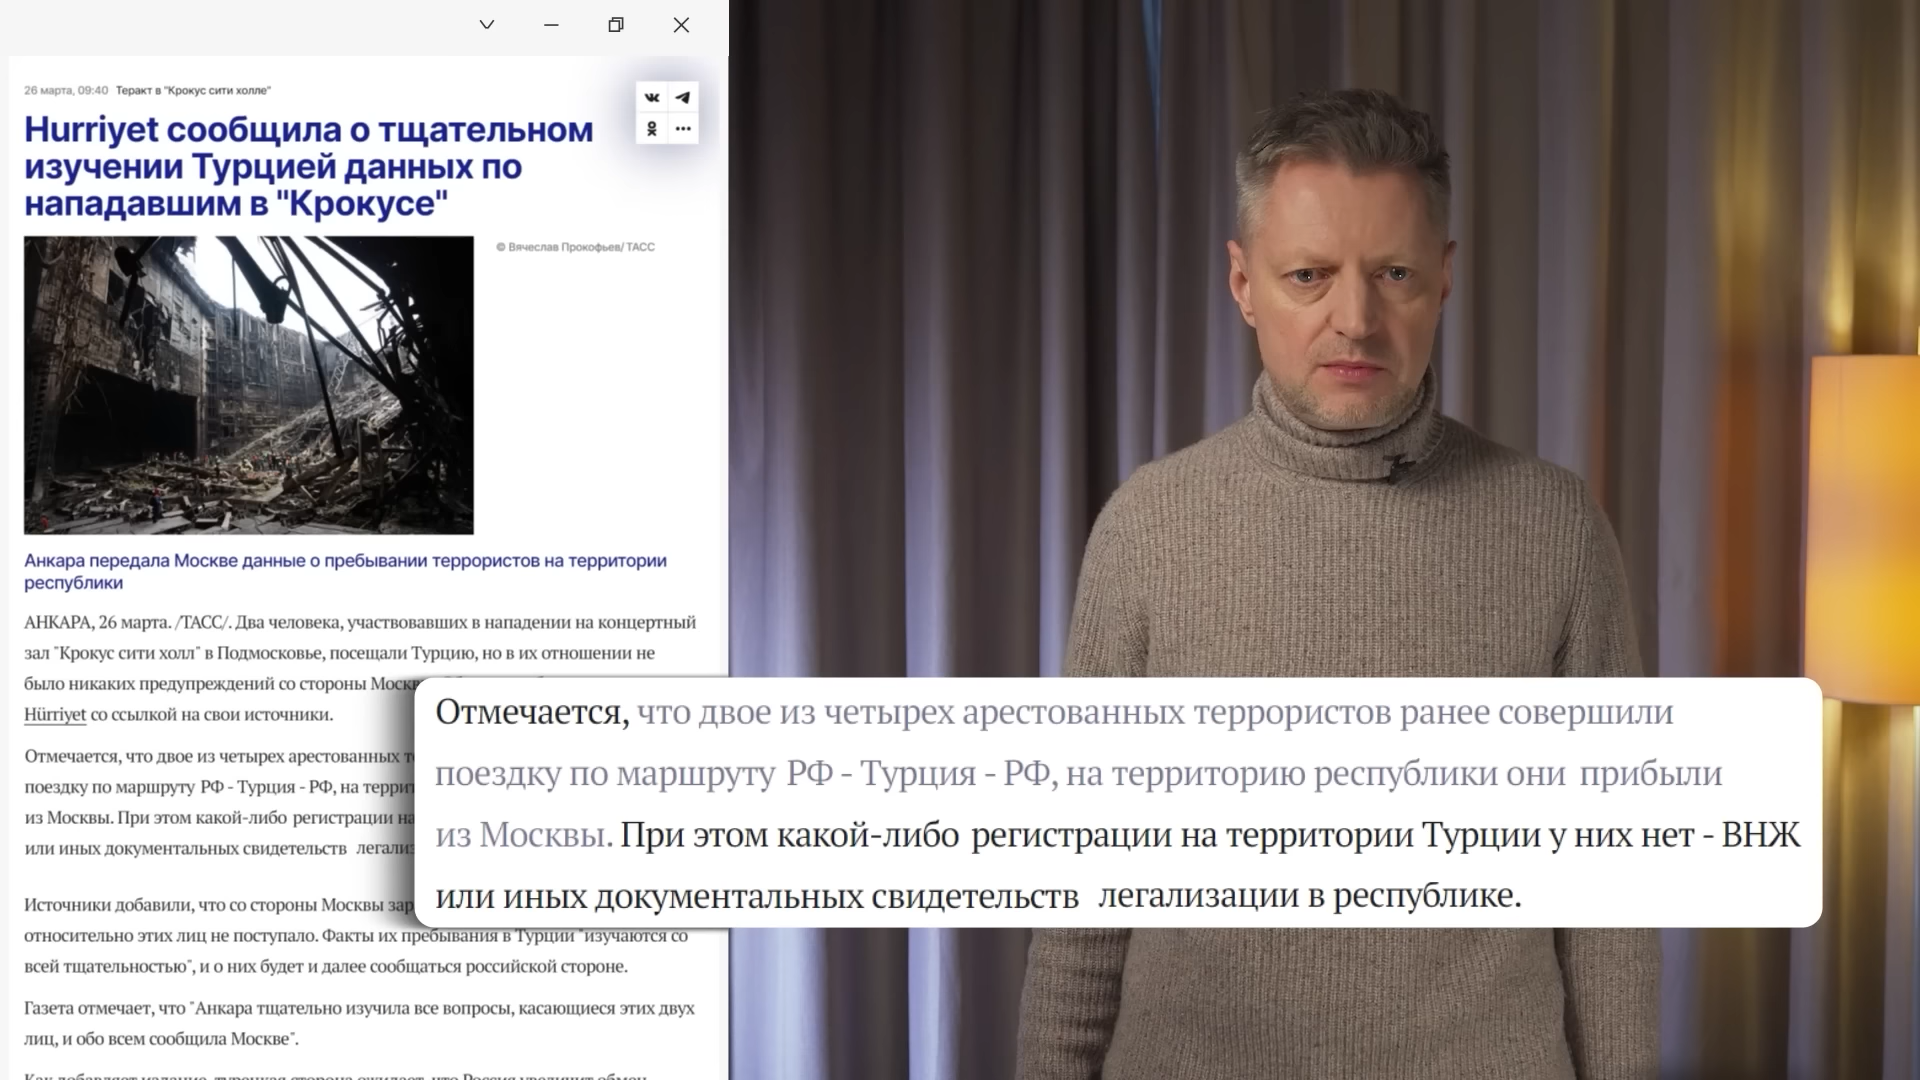 26 марта, 09:40 Теракт в "Крокус сити холле"
Hurriyet сообщила о тщательном
изучении Турцией данных по
нападавшим в "Крокусе"
© Вячеслав Прокофьев/ ТАСС
Анкара передала Москве данные о пребывании террористов на территории
республики
АНКАРА, 26 марта. /ТАСС/. Два человека, участвовавших в нападении на концертный
зал "Крокус сити холл" в Подмосковье, посещали Турцию, но в их отношении не
было никаких предупреждений со стороны
Hürriyet со ссылкой на свои источники.
Отмечается, что двое из четырех арестованных
поездку по маршруту РФ - Турция - РФ, на
из Москвы. При этом какой-либо регистрации
или иных документальных свидетельств
Отмечается, что двое из четырех арестованных террористов ранее совершили
поездку по маршруту РФ - Турция - РФ, на территорию республики они прибыли
из Москвы. При этом какой-либо регистрации на территории Турции у них нет - ВНЖ
или иных документальных свидетельств легализации в республике.
Источники добавили, что со стороны Москвы
относительно этих лиц не поступало. Факты их пребывания в Турции "изучаются со
всей тщательностью", и о них будет и далее сообщаться российской стороне.
Газета отмечает, что "Анкара тщательно изучила все вопросы, касающиеся этих двух
лиц, и обо всем сообщила Москве".